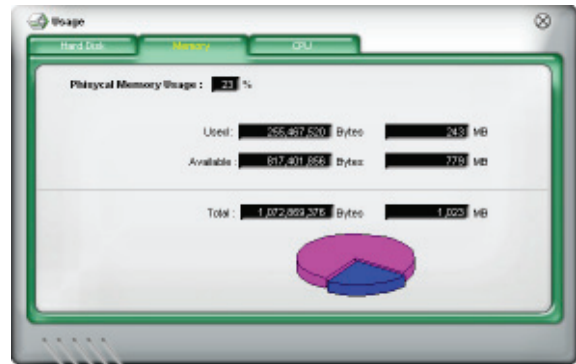 Usage
Hard Disk Memory CPU
Phisycal Memory Usage : 23 %
Used: 255,467,520 Bytes 243 MB
Available : 817,401,856 Bytes 779 MB
Total : 1,072,869,376 Bytes 1,023 MB